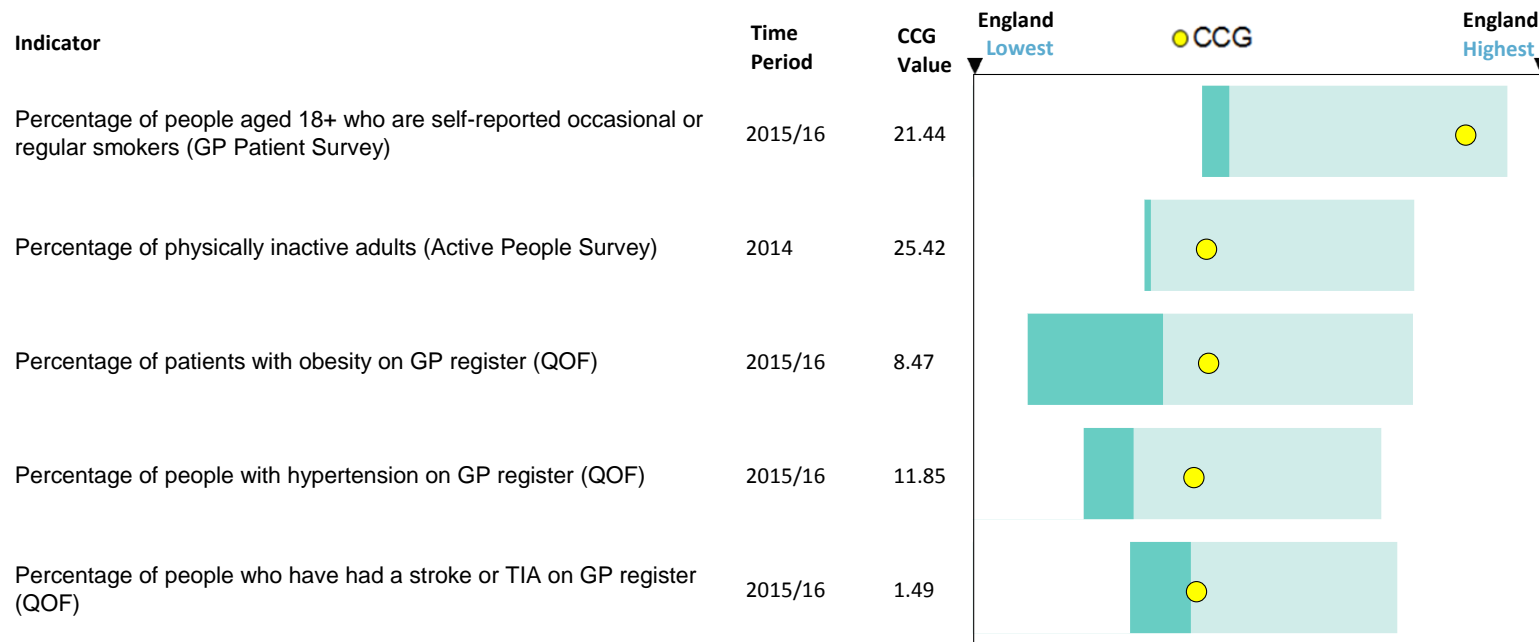 Indicator
Time Period
CCG Value
England Lowest
CCG
England Highest
Percentage of people aged 18+ who are self-reported occasional or
regular smokers (GP Patient Survey)
2015/16
21.44
Percentage of physically inactive adults (Active People Survey)
2014
25.42
Percentage of patients with obesity on GP register (QOF)
2015/16
8.47
Percentage of people with hypertension on GP register (QOF)
2015/16
11.85
Percentage of people who have had a stroke or TIA on GP register
(QOF)
2015/16
1.49